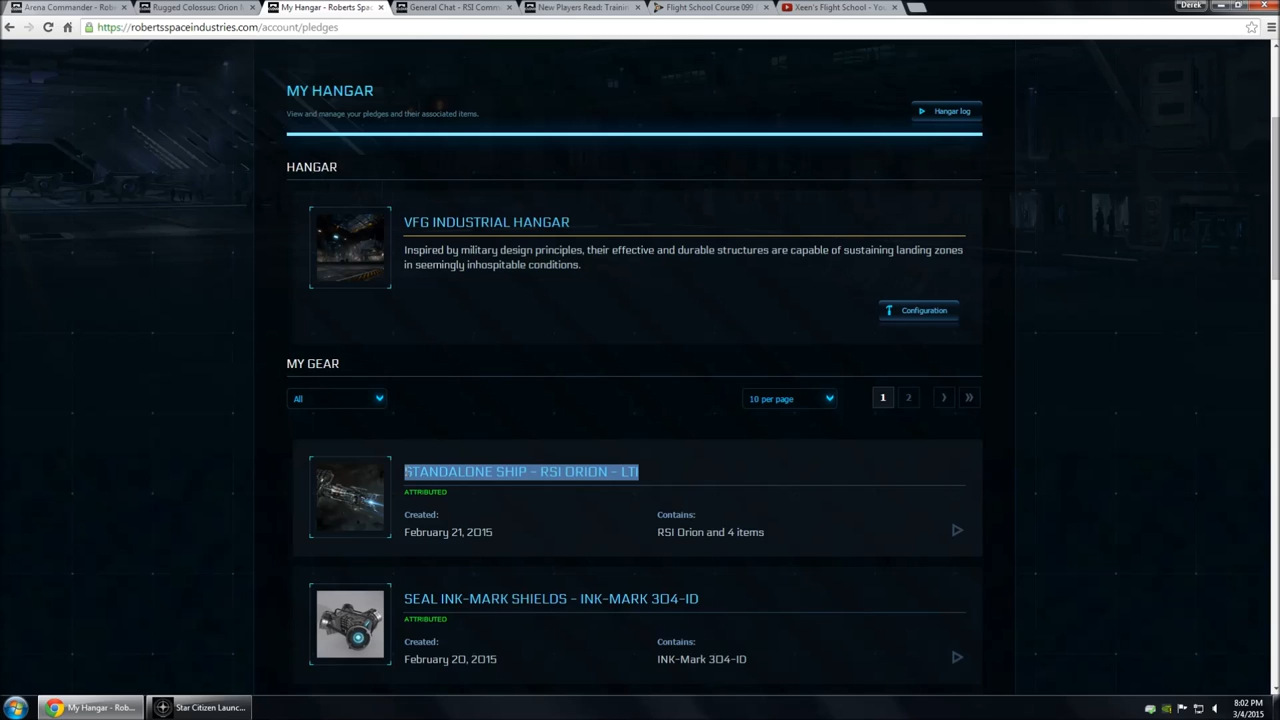 Arena Commander - Rob
Rugged Colossus: Orion M
My Hangar - Roberts Spac
General Chat - RSI Comm
New Players Read: Trainin
Flight School Course 099
Xeen's Flight School - You
Derek
https://robertsspaceindustries.com/account/pledges
MY HANGAR
View and manage your pledges and their associated items.
Hangar log
HANGAR
VFG INDUSTRIAL HANGAR
Inspired by military design principles, their effective and durable structures are capable of sustaining landing zones
in seemingly inhospitable conditions.
Configuration
MY GEAR
All
10 per page
1 2
STANDALONE SHIP - RSI ORION - LTI
ATTRIBUTED
Created: Contains:
February 21, 2015 RSI Orion and 4 items
SEAL INK-MARK SHIELDS - INK-MARK 304-ID
ATTRIBUTED
Created: Contains:
February 20, 2015 INK-Mark 304-ID
My Hangar - Rob...
Star Citizen Launc...
8:02 PM
3/4/2015